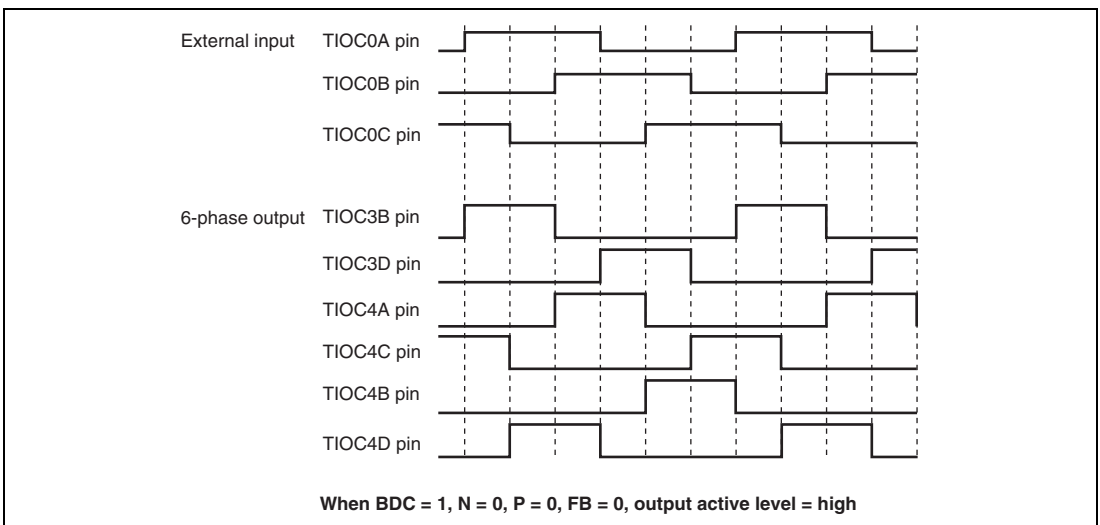 External input TIOC0A pin
TIOC0B pin
TIOC0C pin
6-phase output TIOC3B pin
TIOC3D pin
TIOC4A pin
TIOC4C pin
TIOC4B pin
TIOC4D pin
When BDC = 1, N = 0, P = 0, FB = 0, output active level = high